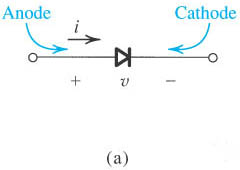 Anode Cathode
i
+ v −
(a)